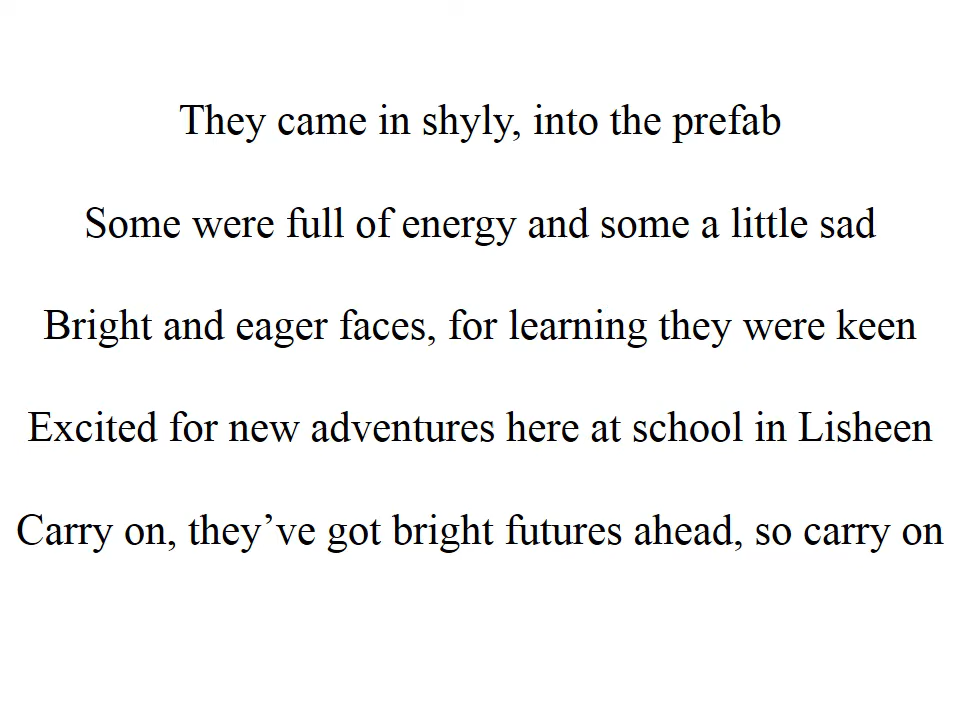 They came in shyly, into the prefab
Some were full of energy and some a little sad
Bright and eager faces, for learning they were keen
Excited for new adventures here at school in Lisheen
Carry on, they’ve got bright futures ahead, so carry on